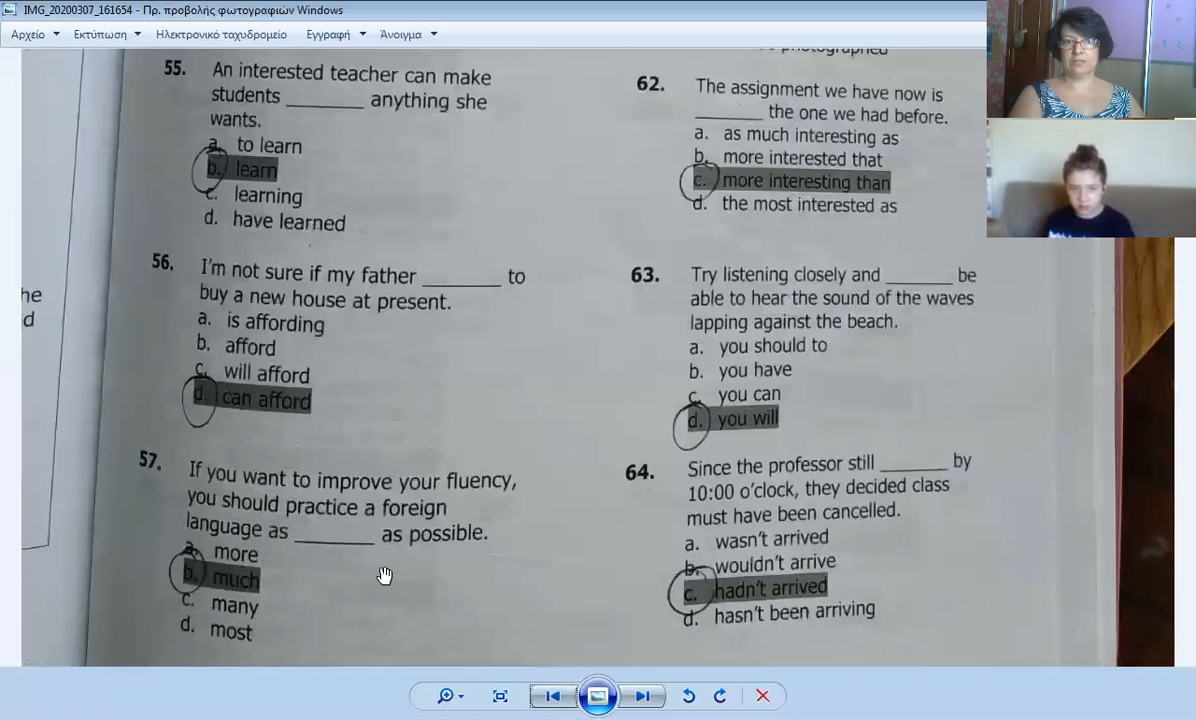 IMG_20200307_161654 - Πρ. προβολής φωτογραφιών Windows
Αρχείο Εκτύπωση Ηλεκτρονικό ταχυδρομείο Εγγραφή Άνοιγμα
he
d
55. An interested teacher can make
students ________ anything she
wants.
a. to learn
b. learn
c. learning
d. have learned
56. I'm not sure if my father ________ to
buy a new house at present.
a. is affording
b. afford
c. will afford
d. can afford
57. If you want to improve your fluency,
you should practice a foreign
language as ________ as possible.
a. more
b. much
c. many
d. most
photographed
62. The assignment we have now is
_______ the one we had before.
a. as much interesting as
b. more interested that
c. more interesting than
d. the most interested as
63. Try listening closely and _______ be
able to hear the sound of the waves
lapping against the beach.
a. you should to
b. you have
c. you can
d. you will
64. Since the professor still _______ by
10:00 o'clock, they decided class
must have been cancelled.
a. wasn't arrived
b. wouldn't arrive
c. hadn't arrived
d. hasn't been arriving